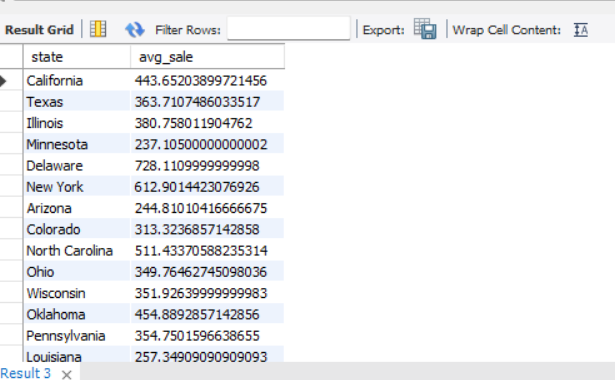 Result Grid Filter Rows: Export: Wrap Cell Content: IA
state avg_sale
California 443.65203899721456
Texas 363.7107486033517
Illinois 380.758011904762
Minnesota 237.10500000000002
Delaware 728.1109999999998
New York 612.9014423076926
Arizona 244.81010416666675
Colorado 313.3236857142858
North Carolina 511.43370588235314
Ohio 349.76462745098036
Wisconsin 351.92639999999983
Oklahoma 454.8892857142856
Pennsylvania 354.7501596638655
Louisiana 257.34909090909093
Result 3